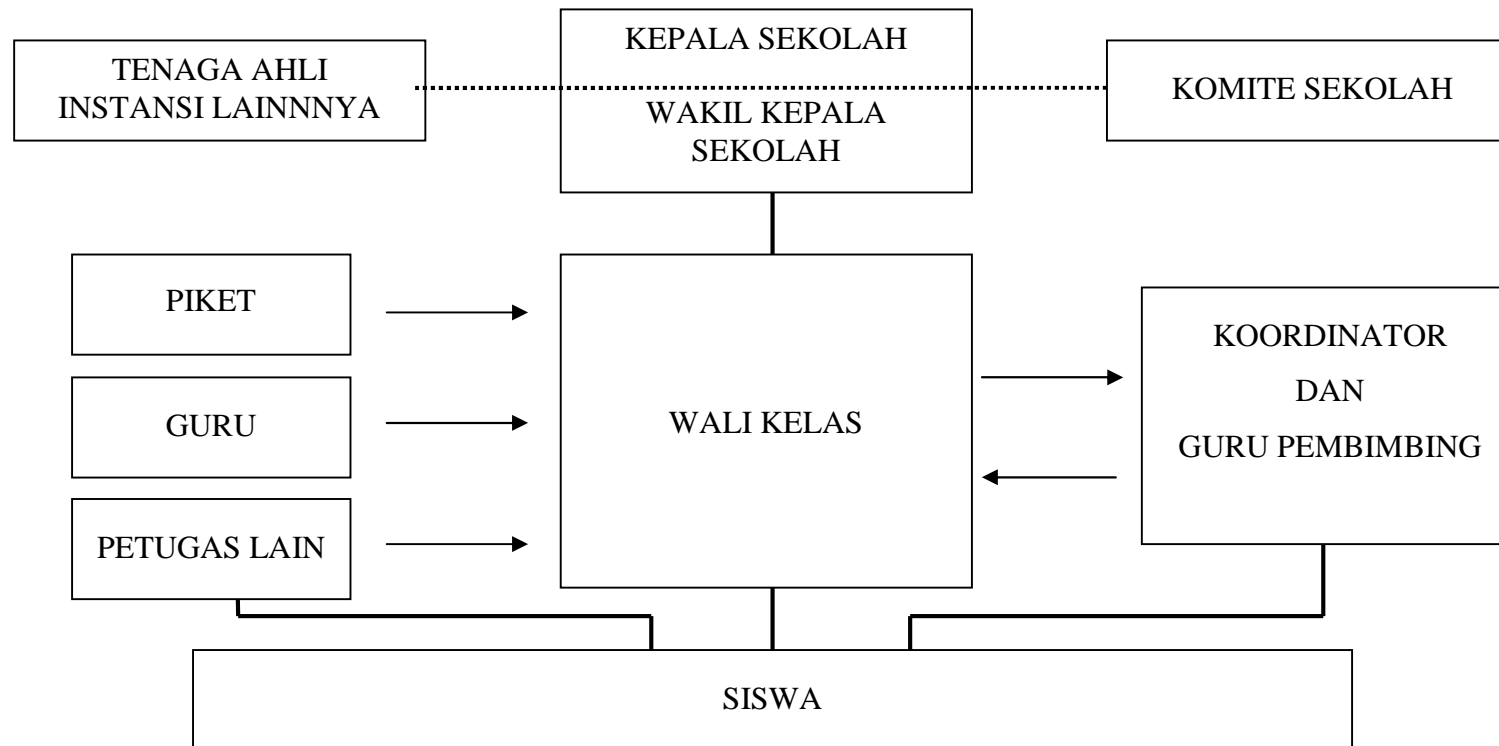 KEPALA SEKOLAH
TENAGA AHLI
INSTANSI LAINNNYA
KOMITE SEKOLAH
WAKIL KEPALA
SEKOLAH
PIKET
KOORDINATOR
DAN
GURU PEMBIMBING
GURU
WALI KELAS
PETUGAS LAIN
SISWA